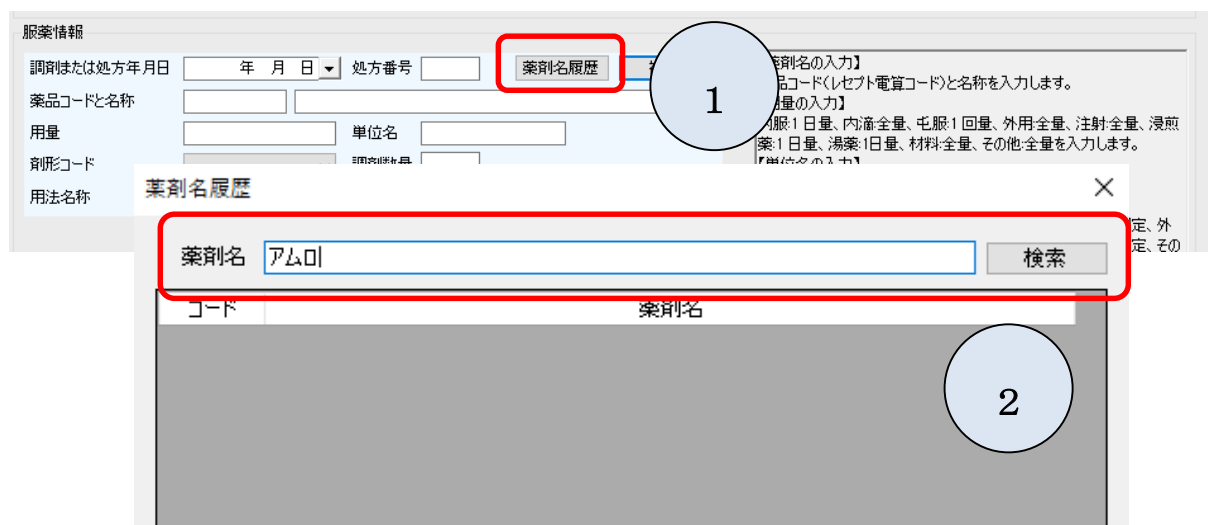 服薬情報
調剤または処方年月日 年 月 日 処方番号 薬剤名履歴
薬品コードと名称
用量 単位名
剤形コード 調剤数量
用法名称
1
薬剤名の入力】
品コード(レセプト電算コード)と名称を入力します。
用量の入力】
内服:1日量、内滴:全量、屯服:1回量、外用:全量、注射:全量、浸煎
薬:1日量、湯薬:1日量、材料:全量、その他:全量を入力します。
【単位名の入力】
定、外
定、その
薬剤名履歴
薬剤名 アムロ 検索
コード 薬剤名
2